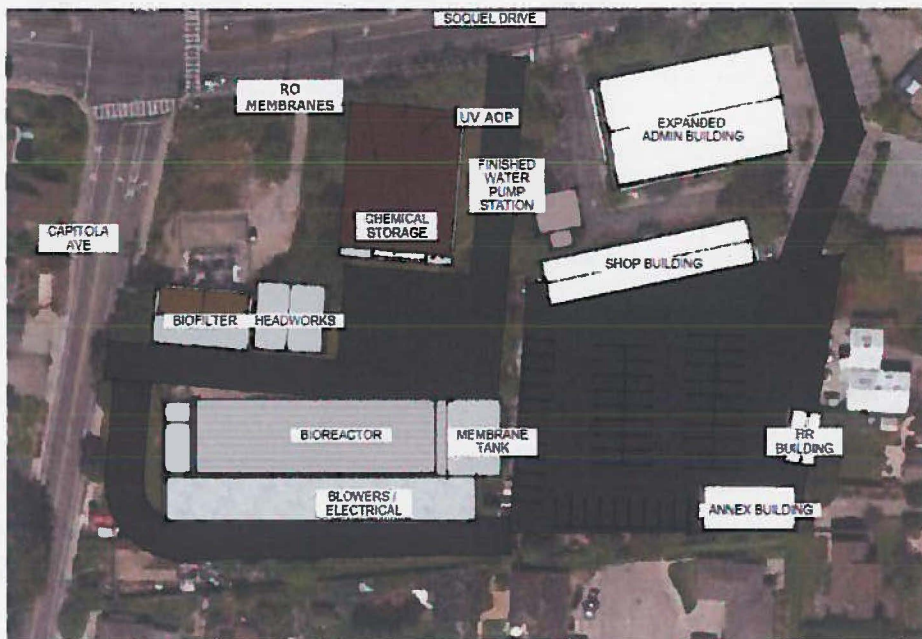 SOQUEL DRIVE
RO
MEMBRANES
UV AOP
EXPANDED
ADMIN BUILDING
FINISHED
WATER
PUMP
STATION
CHEMICAL
STORAGE
CAPITOLA
AVE
SHOP BUILDING
BIOFILTER
HEADWORKS
BIOREACTOR
MEMBRANE
TANK
HR
BUILDING
BLOWERS /
ELECTRICAL
ANNEX BUILDING